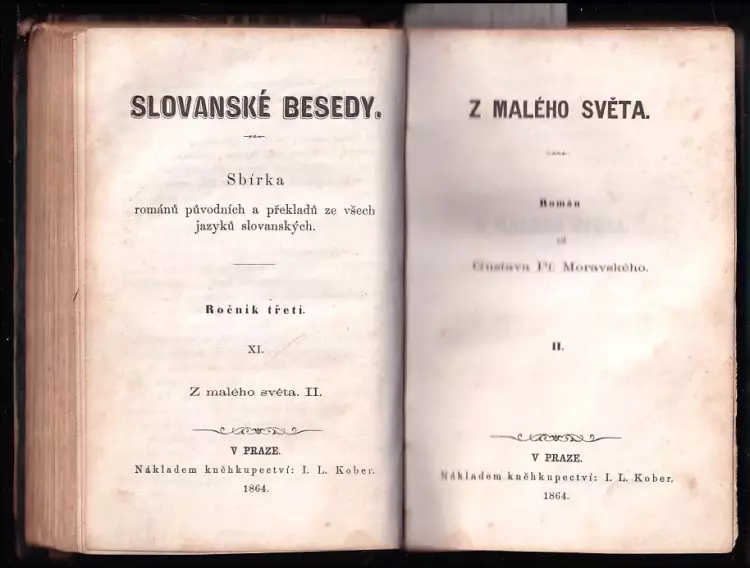 SLOVANSKÉ BESEDY.
Sbírka
románů původních a překladů ze všech
jazyků slovanských.
Ročník třetí.
XI.
Z malého světa. II.
V PRAZE.
Nákladem kněhkupectví: I. L. Kober.
1864.
Z MALÉHO SVĚTA.
Román
od
Gustava Př. Moravského.
II.
V PRAZE.
Nákladem kněhkupectví: I. L. Kober.
1864.